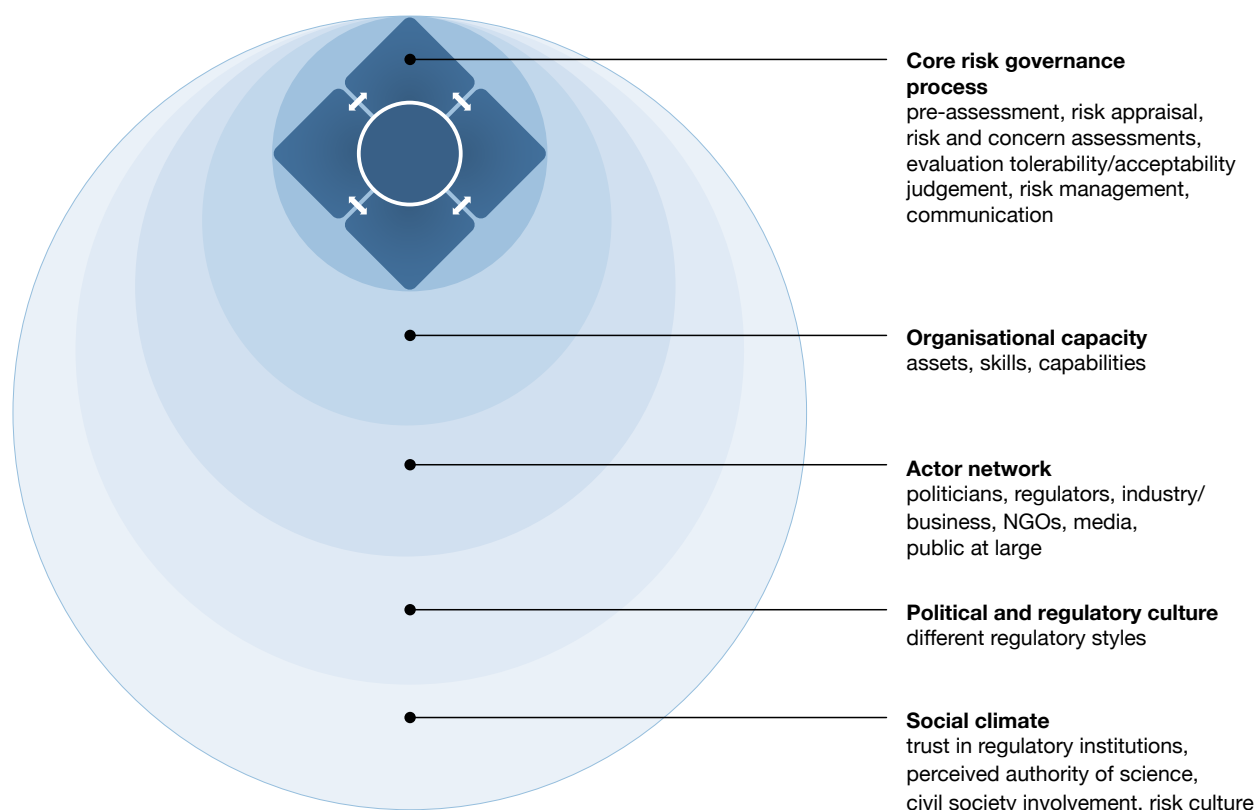 Core risk governance
process
pre-assessment, risk appraisal,
risk and concern assessments,
evaluation tolerability/acceptability
judgement, risk management,
communication
Organisational capacity
assets, skills, capabilities
Actor network
politicians, regulators, industry/
business, NGOs, media,
public at large
Political and regulatory culture
different regulatory styles
Social climate
trust in regulatory institutions,
perceived authority of science,
civil society involvement, risk culture